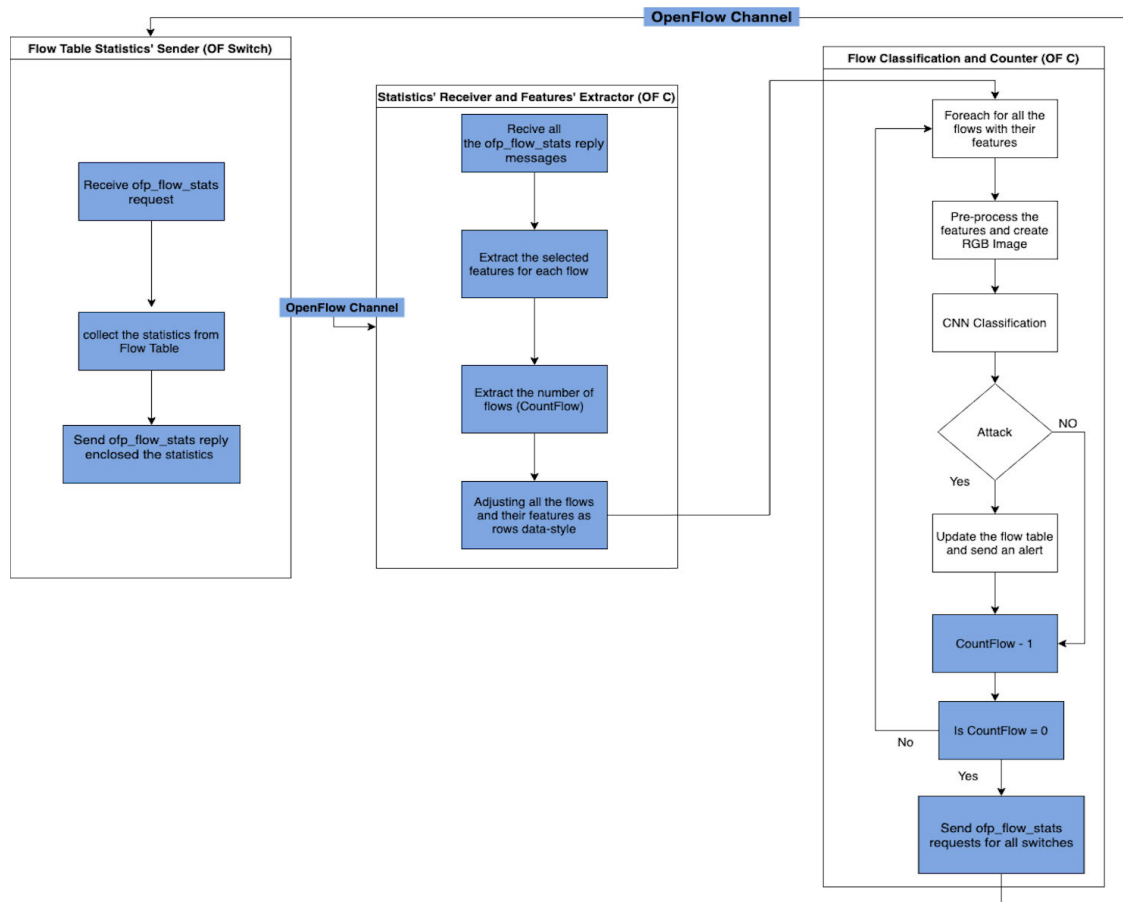 OpenFlow Channel
Flow Table Statistics' Sender (OF Switch)
Receive ofp_flow_stats
request
collect the statistics from
Flow Table
Send ofp_flow_stats reply
enclosed the statistics
OpenFlow Channel
Statistics' Receiver and Features' Extractor (OF C)
Recive all
the ofp_flow_stats reply
messages
Extract the selected
features for each flow
Extract the number of
flows (CountFlow)
Adjusting all the flows
and their features as
rows data-style
Flow Classification and Counter (OF C)
Foreach for all the
flows with their
features
Pre-process the
features and create
RGB Image
CNN Classification
Attack
NO
Yes
Update the flow table
and send an alert
CountFlow - 1
Is CountFlow = 0
No
Yes
Send ofp_flow_stats
requests for all switches